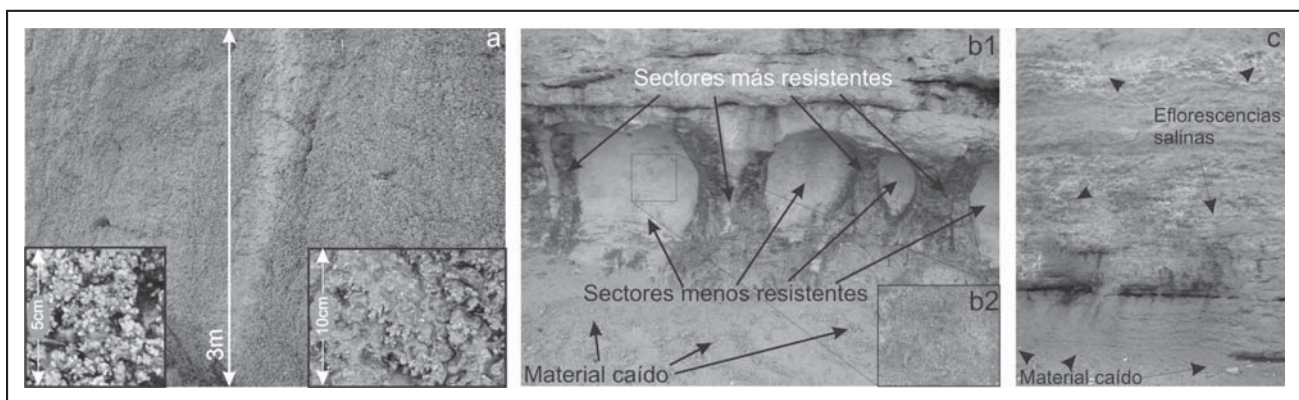 a
3m
5cm
10cm
b1
Sectores más resistentes
Sectores menos resistentes
b2
Material caído
c
Eflorescencias
salinas
Material caído